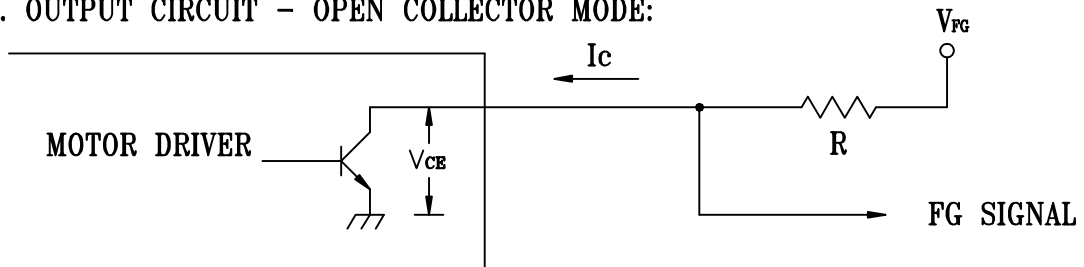 . OUTPUT CIRCUIT - OPEN COLLECTOR MODE:
VFG
Ic
MOTOR DRIVER
VCE
R
FG SIGNAL